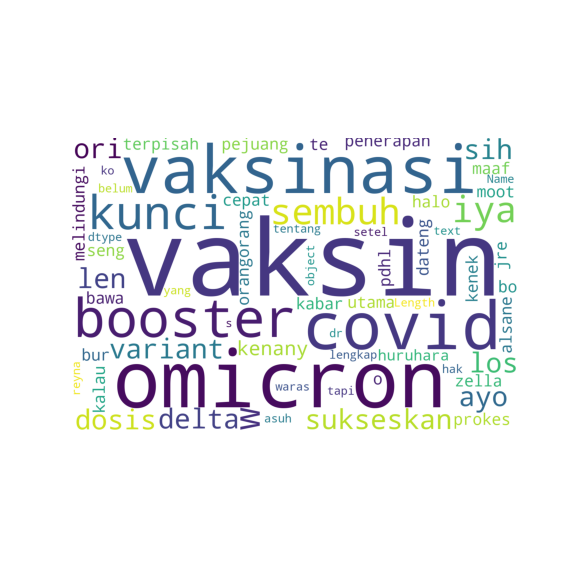 ori
terpisah
pejuang
te
penerapan
sih
maaf
melindungi
ko
belum
vaksinasi
Name
moot
kunci
cepat
sembuh
halo
iya
dtype
seng
orangorang
tentang
setel
dateng
text
kenek
jre
len
bawa
yang
vaksin
object
pdhl
bo
alsane
booster
s
kabar
utama
Length
covid
bur
variant
kenany
dr
lengkap
huruhara
los
reyna
kalau
omicron
waras
tapi
o
hak
zella
ayo
dosis
delta
w
asuh
sukseskan
prokes